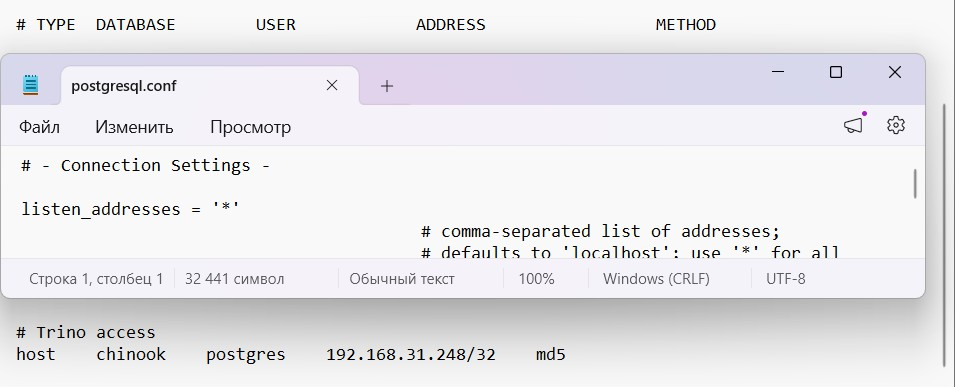 # TYPE  DATABASE        USER            ADDRESS                 METHOD
postgresql.conf
Файл Изменить Просмотр
# - Connection Settings -
listen_addresses = '*'
# comma-separated list of addresses;
# defaults to 'localhost'; use '*' for all
Строка 1, столбец 1 32 441 символ Обычный текст 100% Windows (CRLF) UTF-8
# Trino access
host    chinook    postgres    192.168.31.248/32    md5